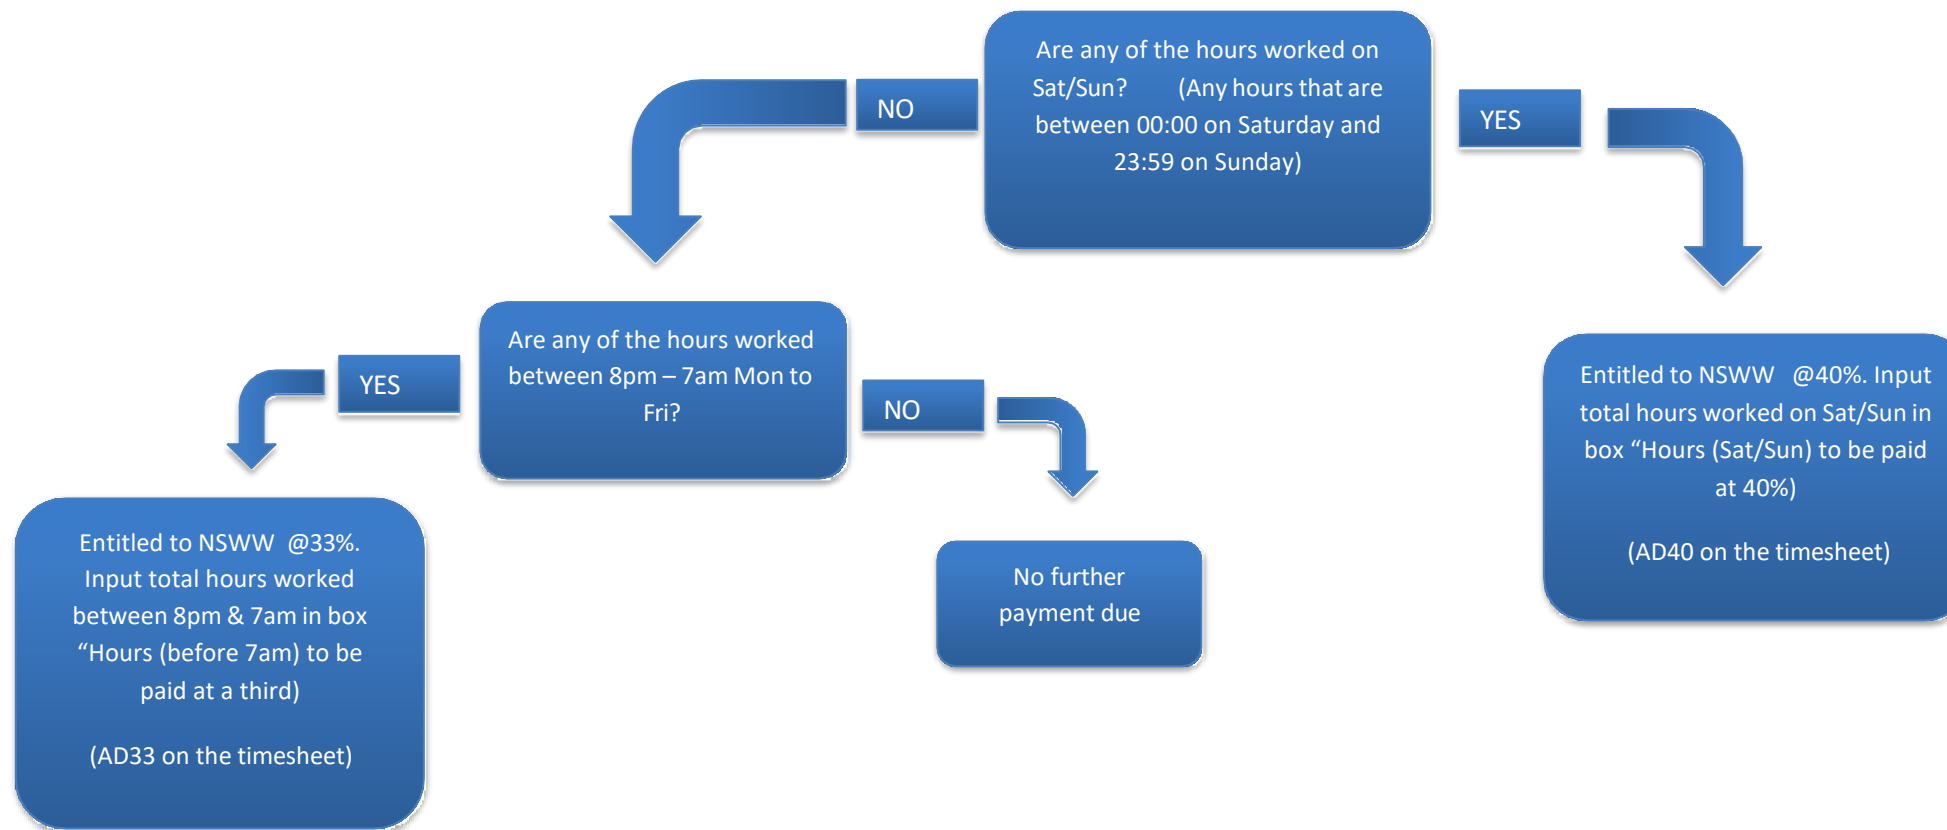 Are any of the hours worked on
Sat/Sun? (Any hours that are
between 00:00 on Saturday and
23:59 on Sunday)
NO
YES
Are any of the hours worked
between 8pm – 7am Mon to
Fri?
YES
NO
Entitled to NSWW @40%. Input
total hours worked on Sat/Sun in
box “Hours (Sat/Sun) to be paid
at 40%)
(AD40 on the timesheet)
Entitled to NSWW @33%.
Input total hours worked
between 8pm & 7am in box
“Hours (before 7am) to be
paid at a third)
(AD33 on the timesheet)
No further
payment due